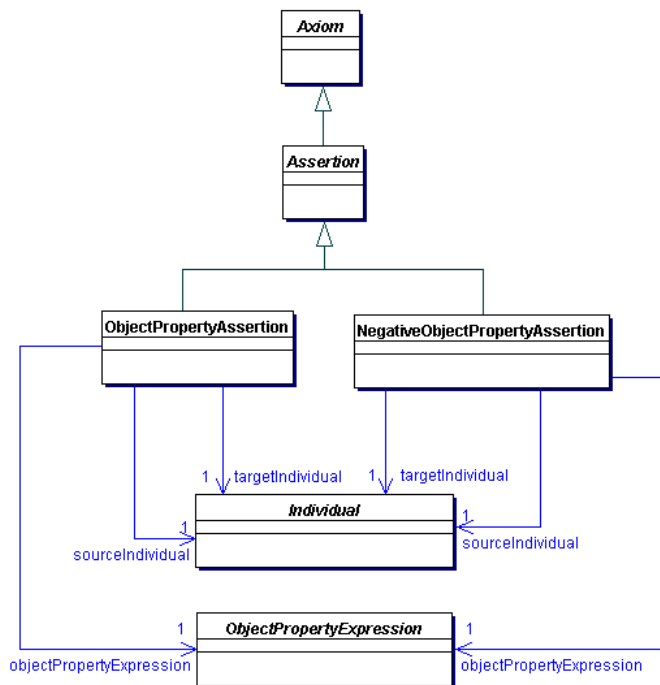 Axiom
Assertion
ObjectPropertyAssertion
NegativeObjectPropertyAssertion
1 targetIndividual
1 targetIndividual
Individual
1
sourceIndividual
1
sourceIndividual
ObjectPropertyExpression
1
objectPropertyExpression
1
objectPropertyExpression